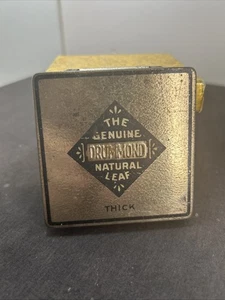 THE
GENUINE
DRUMMOND
NATURAL
LEAF
THICK